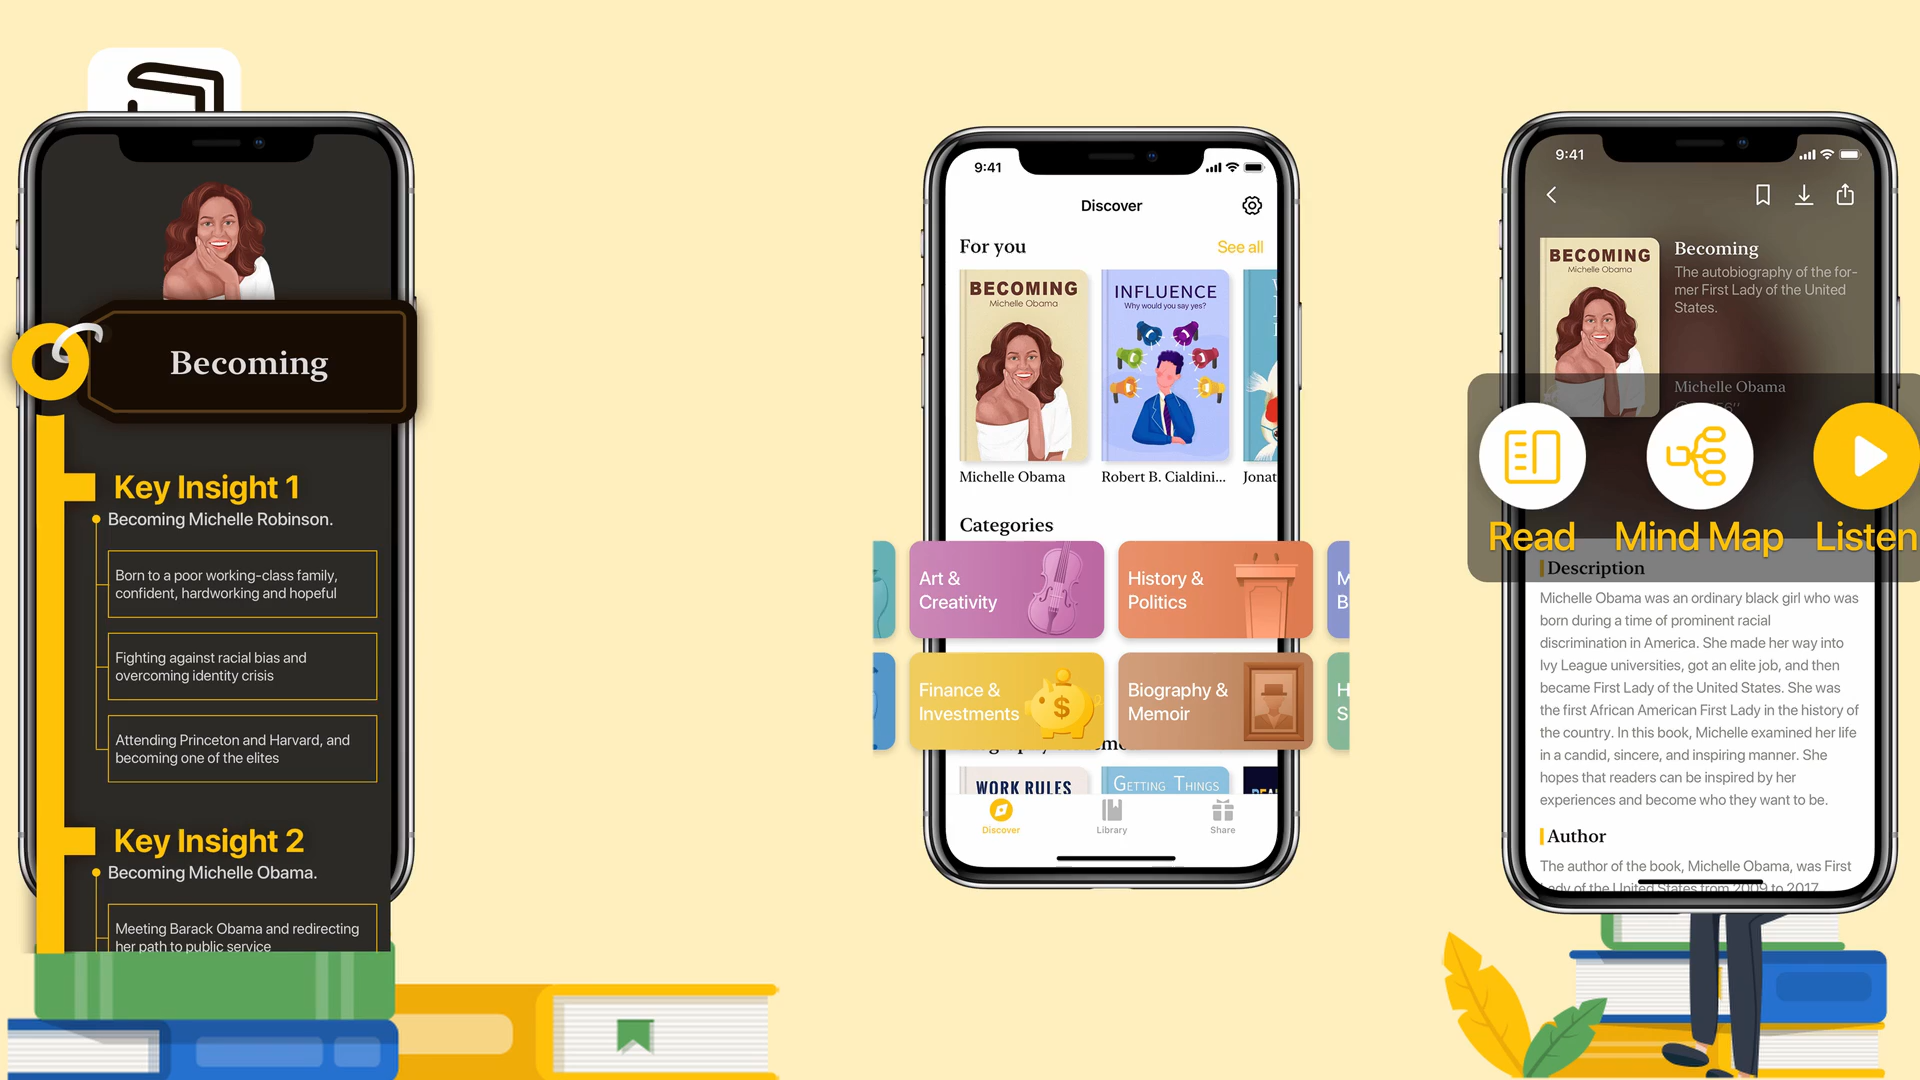 Becoming
Key Insight 1
Becoming Michelle Robinson.
Born to a poor working-class family,
confident, hardworking and hopeful
Fighting against racial bias and
overcoming identity crisis
Attending Princeton and Harvard, and
becoming one of the elites
Key Insight 2
Becoming Michelle Obama.
Meeting Barack Obama and redirecting
her path to public service
9:41
Discover
For you
See all
BECOMING
Michelle Obama
INFLUENCE
Why would you say yes?
Michelle Obama
Robert B. Cialdini...
Jonat
Categories
Art &
Creativity
History &
Politics
M
B
Finance &
Investments
Biography &
Memoir
H
S
WORK RULES
GETTING THINGS
Discover
Library
Share
9:41
BECOMING
Michelle Obama
Becoming
The autobiography of the for-
mer First Lady of the United
States.
Michelle Obama
Read
Mind Map
Listen
Description
Michelle Obama was an ordinary black girl who was
born during a time of prominent racial
discrimination in America. She made her way into
Ivy League universities, got an elite job, and then
became First Lady of the United States. She was
the first African American First Lady in the history of
the country. In this book, Michelle examined her life
in a candid, sincere, and inspiring manner. She
hopes that readers can be inspired by her
experiences and become who they want to be.
Author
The author of the book, Michelle Obama, was First
Lady of the United States from 2009 to 2017